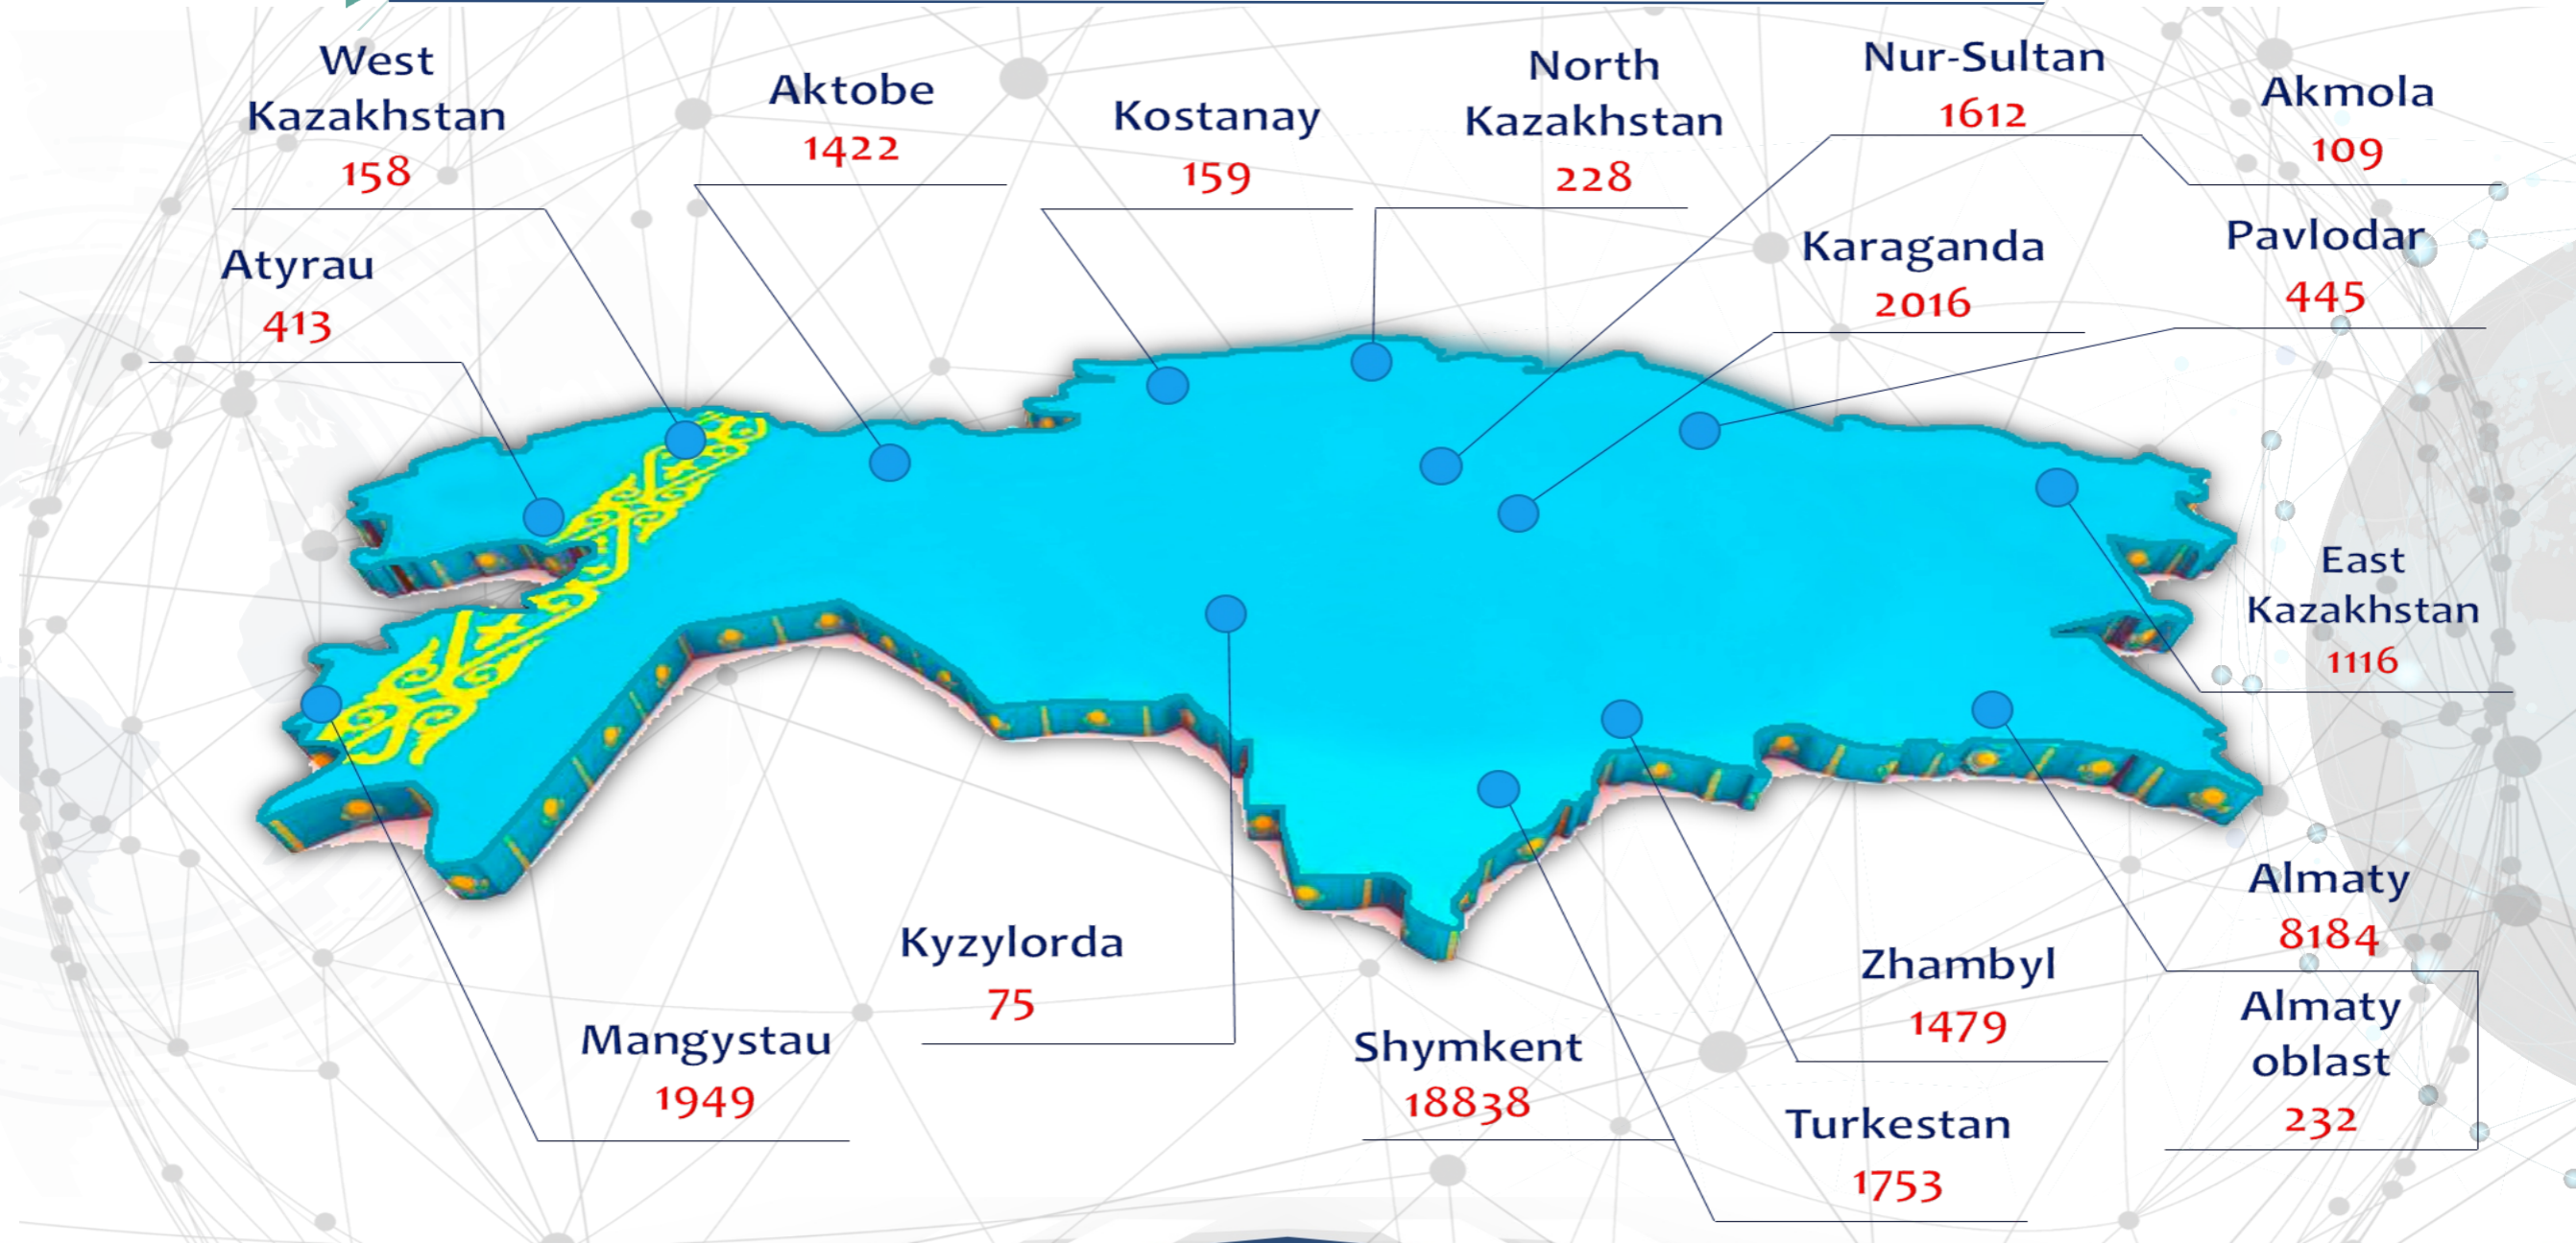 West
Kazakhstan
158
Aktobe
1422
Kostanay
159
North
Kazakhstan
228
Nur-Sultan
1612
Akmola
109
Atyrau
413
Karaganda
2016
Pavlodar
445
East
Kazakhstan
1116
Almaty
8184
Almaty
oblast
232
Kyzylorda
75
Zhambyl
1479
Mangystau
1949
Shymkent
18838
Turkestan
1753